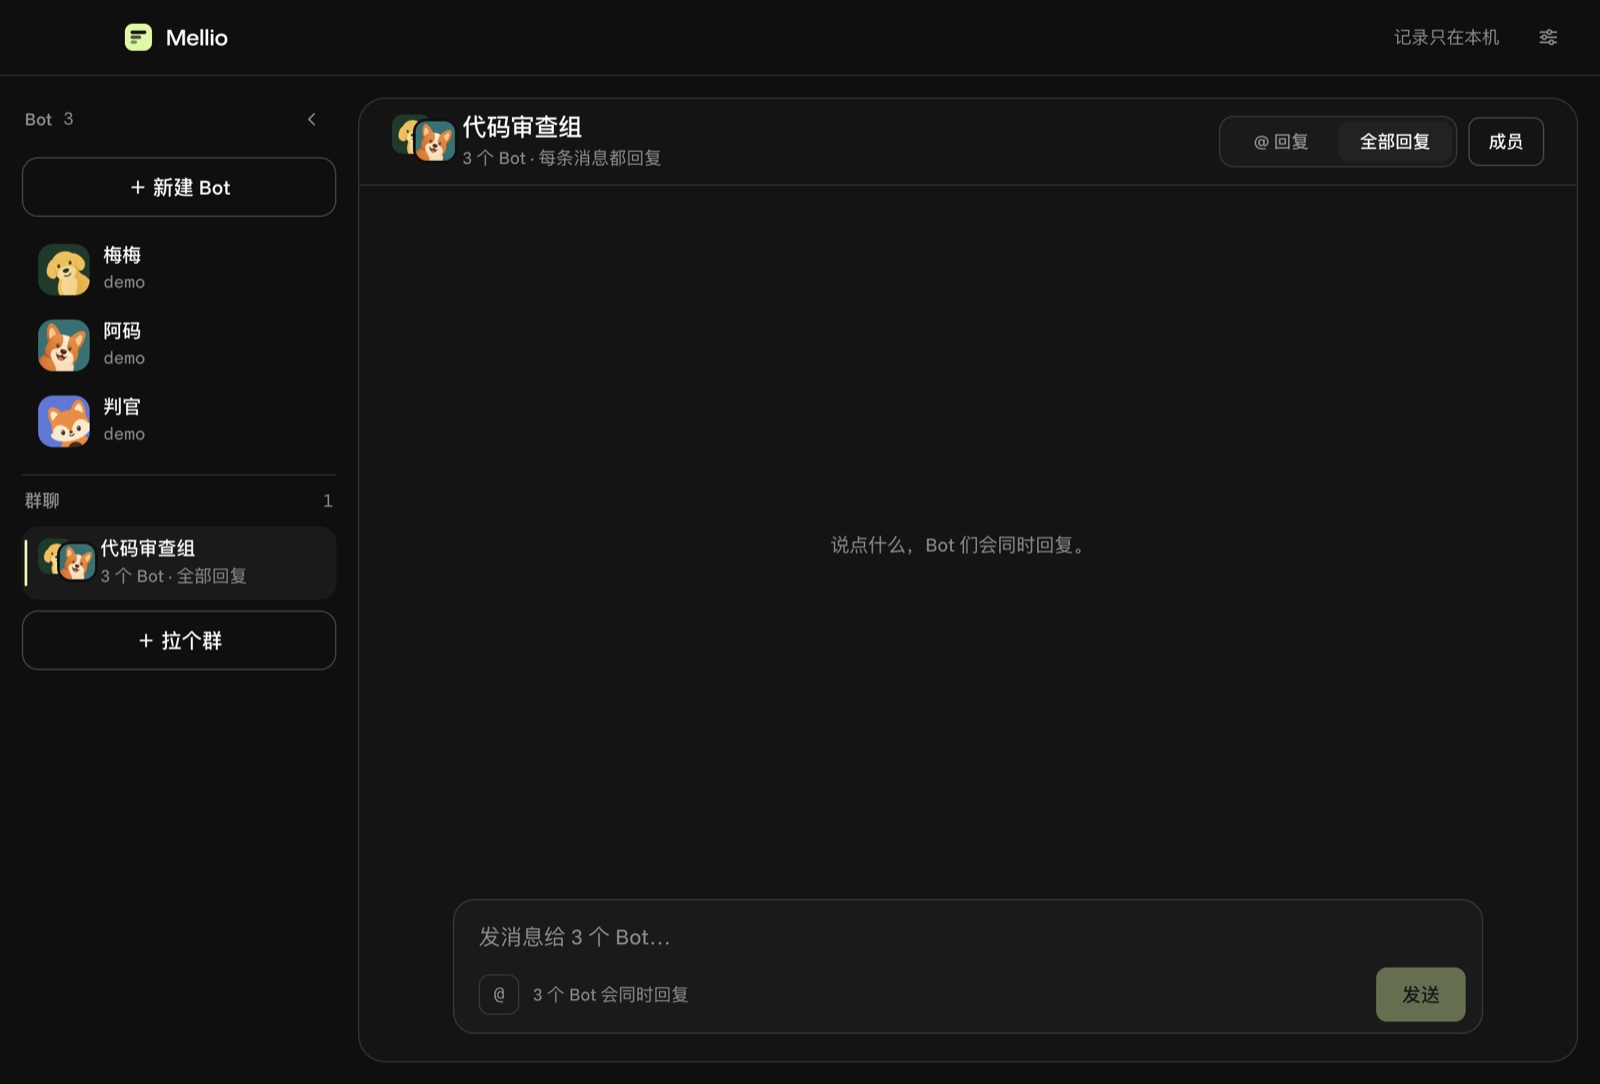 Mellio
记录只在本机
Bot 3
+ 新建 Bot
梅梅
demo
阿码
demo
判官
demo
群聊 1
代码审查组
3 个 Bot · 全部回复
+ 拉个群
代码审查组
3 个 Bot · 每条消息都回复
@ 回复
全部回复
成员
说点什么，Bot 们会同时回复。
发消息给 3 个 Bot...
@
3 个 Bot 会同时回复
发送